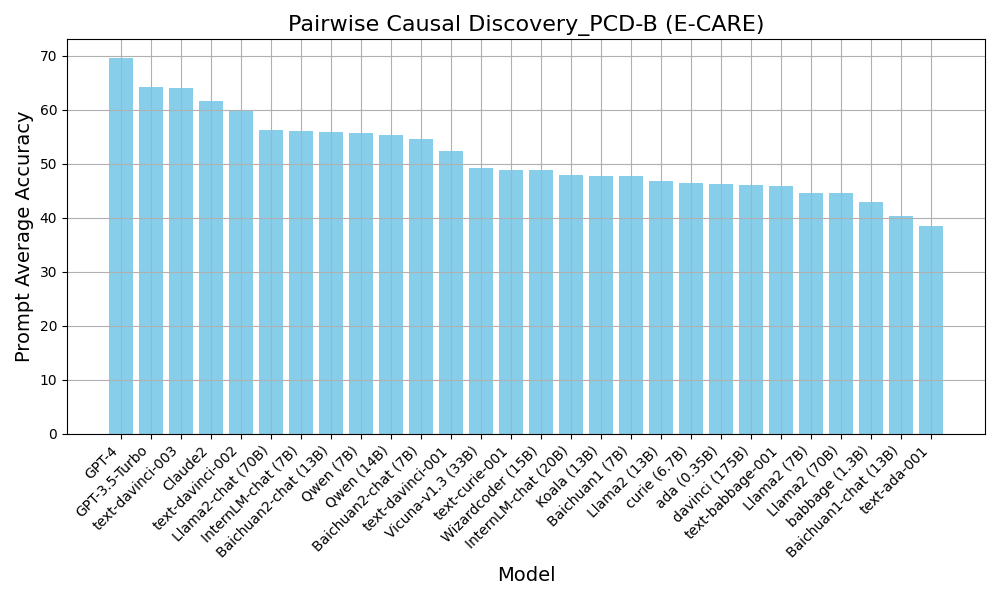 Pairwise Causal Discovery_PCD-B (E-CARE)
Prompt Average Accuracy
70
60
50
40
30
20
10
0
GPT-4
GPT-3.5-Turbo
text-davinci-003
Claude2
text-davinci-002
Llama2-chat (70B)
InternLM-chat (7B)
Baichuan2-chat (13B)
Qwen (7B)
Qwen (14B)
Baichuan2-chat (7B)
text-davinci-001
Vicuna-v1.3 (33B)
text-curie-001
Wizardcoder (15B)
InternLM-chat (20B)
Koala (13B)
Baichuan1 (7B)
Llama2 (13B)
curie (6.7B)
ada (0.35B)
davinci (175B)
text-babbage-001
Llama2 (7B)
Llama2 (70B)
babbage (1.3B)
Baichuan1-chat (13B)
text-ada-001
Model